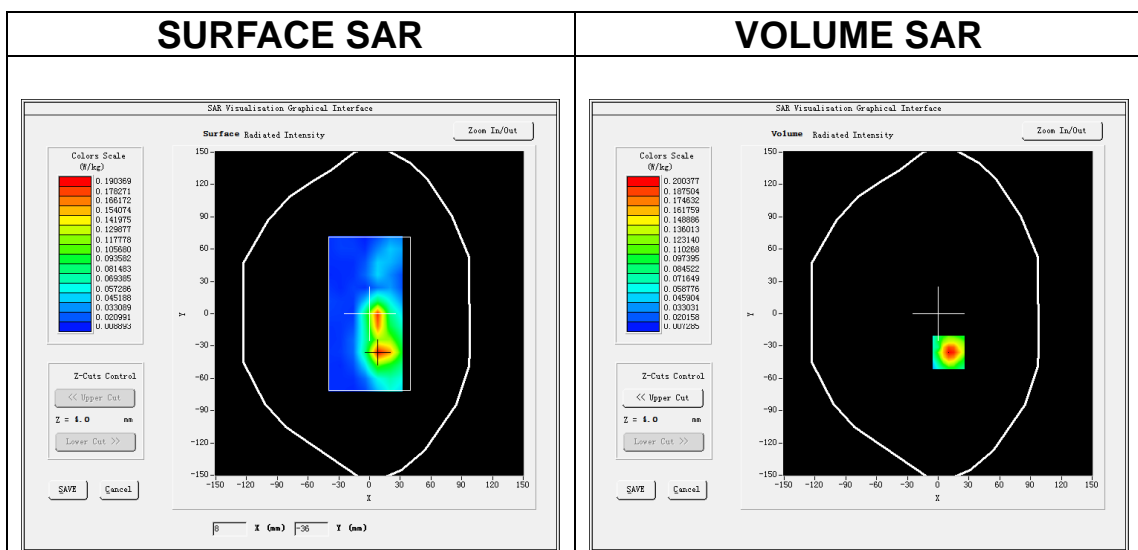 SURFACE SAR
VOLUME SAR
SAR Visualisation Graphical Interface
Surface Radiated Intensity
Zoom In/Out
Colors Scale
(W/kg)
0.190369
0.178271
0.166172
0.154074
0.141975
0.129877
0.117778
0.105680
0.093582
0.081483
0.069385
0.057286
0.045188
0.033089
0.020991
0.008893
150
120
90
60
30
0
-30
-60
-90
-120
-150
Y
-150 -120 -90 -60 -30 0 30 60 90 120 150
X
Z-Cuts Control
<< Upper Cut
Z = 4.0 mm
Lower Cut >>
SAVE Cancel
8 X (mm) -36 Y (mm)
SAR Visualisation Graphical Interface
Volume Radiated Intensity
Zoom In/Out
Colors Scale
(W/kg)
0.200377
0.187504
0.174632
0.161759
0.148886
0.136013
0.123140
0.110268
0.097395
0.084522
0.071649
0.058776
0.045904
0.033031
0.020158
0.007285
150
120
90
60
30
0
-30
-60
-90
-120
-150
Y
-150 -120 -90 -60 -30 0 30 60 90 120 150
X
Z-Cuts Control
<< Upper Cut
Z = 4.0 mm
Lower Cut >>
SAVE Cancel